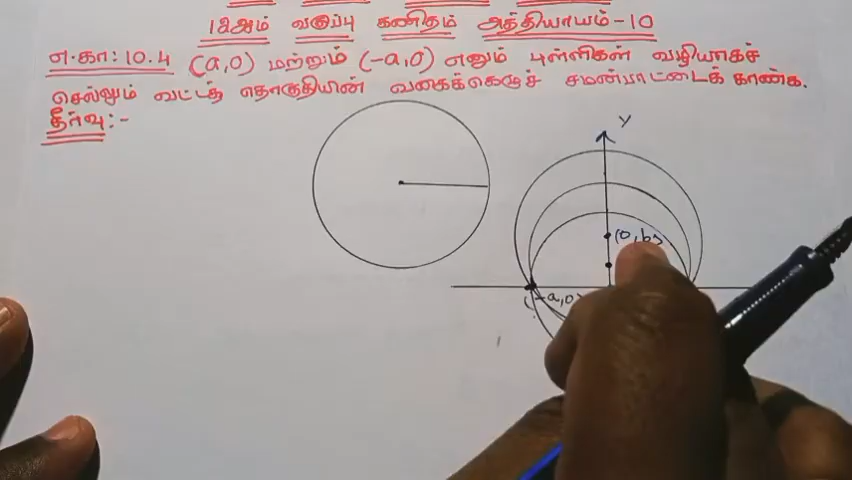 12ஆம் வகுப்பு கணிதம் அத்தியாயம்-10
எ.கா: 10.4 (a,0) மற்றும் (-a,0) எனும் புள்ளிகள் வழியாகச்
செல்லும் வட்டத் தொகுதியின் வகைக்கெழுச் சமன்பாட்டைக் காண்க.
தீர்வு:-
Y
(0,b)
(-a,0)